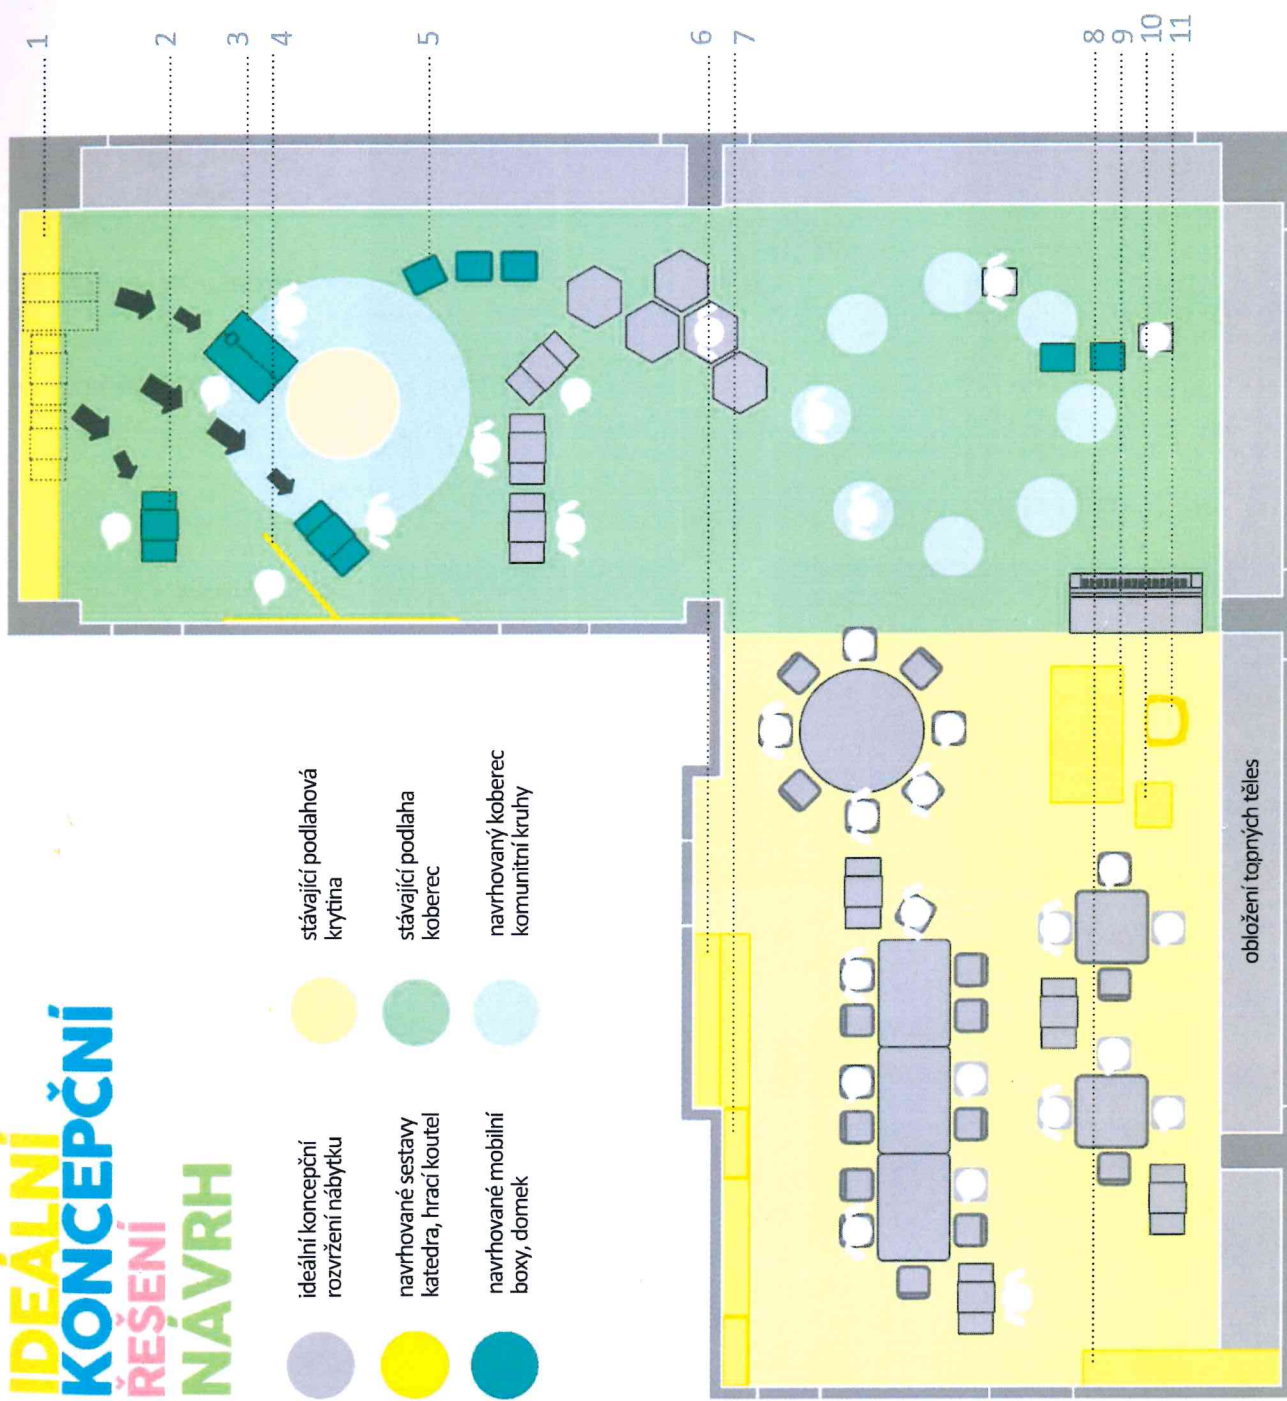 IDEÁLNÍ
KONCEPČNÍ
ŘEŠENÍ
NÁVRH
ideální koncepční
rozvržení nábytku
navrhované sestavy
katedra, hrací koutel
navrhované mobilní
boxy, domek
stávající podlahová
krytina
stávající podlaha
koberec
navrhovaný koberec
komunitní kruhy
1
2
3
4
5
6
7
8
9
10
11
obložení topných těles